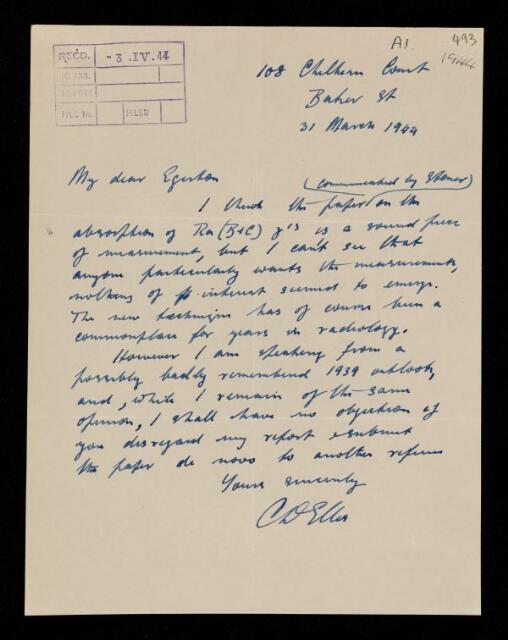 A1.
493
1944
RECD. -3.IV.44
FILE No. FILED
108 Chiltern Court
Baker St
31 March 1944
My dear Egerton
(communicated by Stoner)
I think the paper on the
absorption of Ra (B+C) γ's is a sound piece
of measurement, but I can't see that
anyone particularly wants the measurements,
nothing of interest seemed to emerge.
The new technique has of course been a
commonplace for years in radiology.
However I am speaking from a
possibly badly remembered 1939 outlook,
and, while I remain of the same
opinion, I shall have no objection if
you disregard my report & submit
the paper de novo to another referee
Yours sincerely
C D Ellis